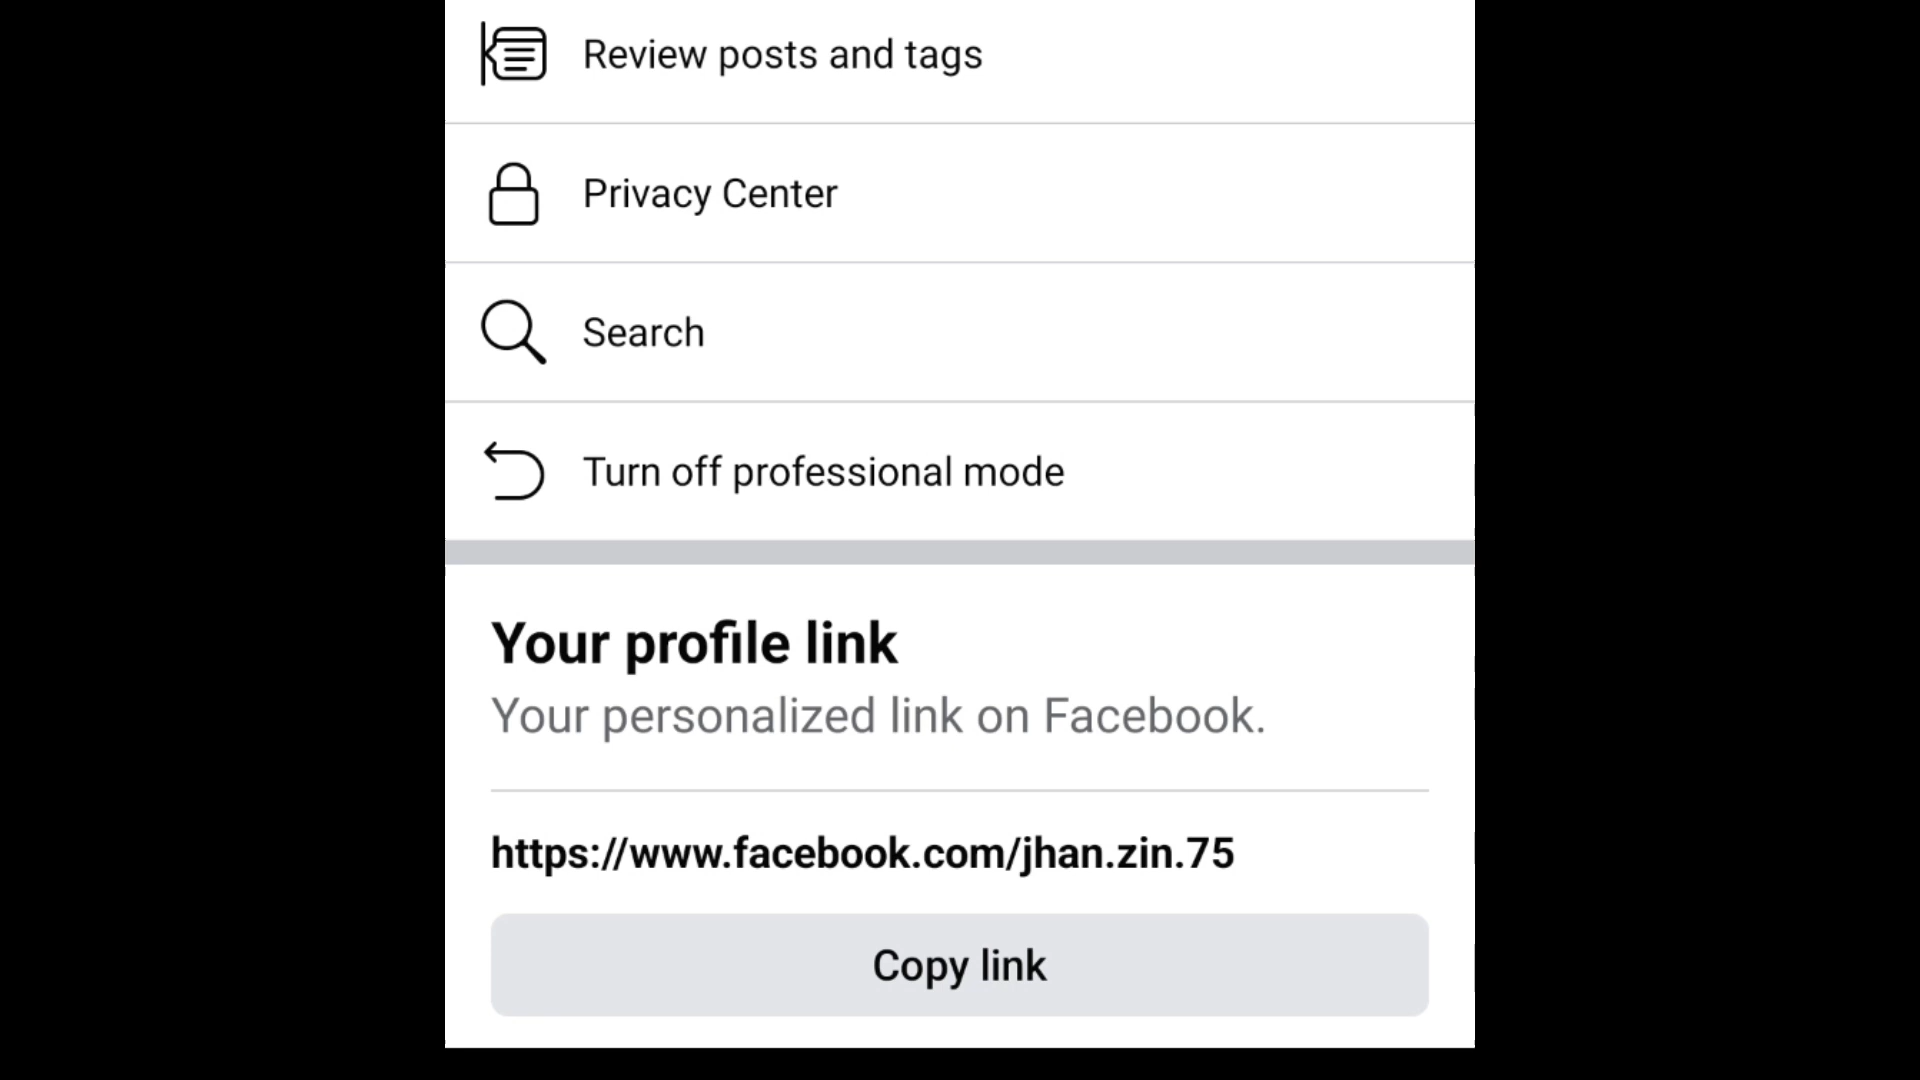 Review posts and tags
Privacy Center
Search
Turn off professional mode
Your profile link
Your personalized link on Facebook.
https://www.facebook.com/jhan.zin.75
Copy link